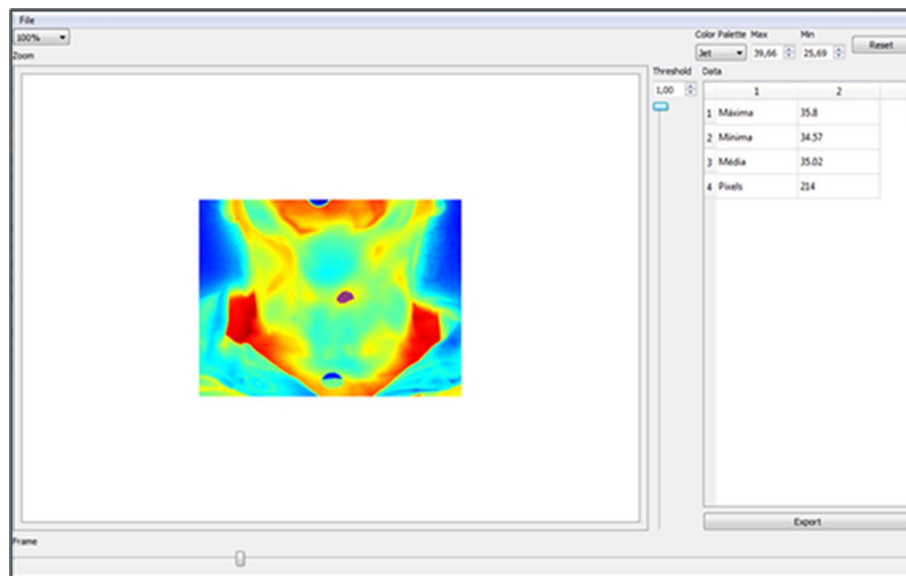 File
100%
Zoom
Color Palette Max Min
Jet 39,66 25,69 Reset
Threshold Data
1,00
1 2
1 Máxima 35.8
2 Mínima 34.57
3 Média 35.02
4 Pixels 214
Export
Frame